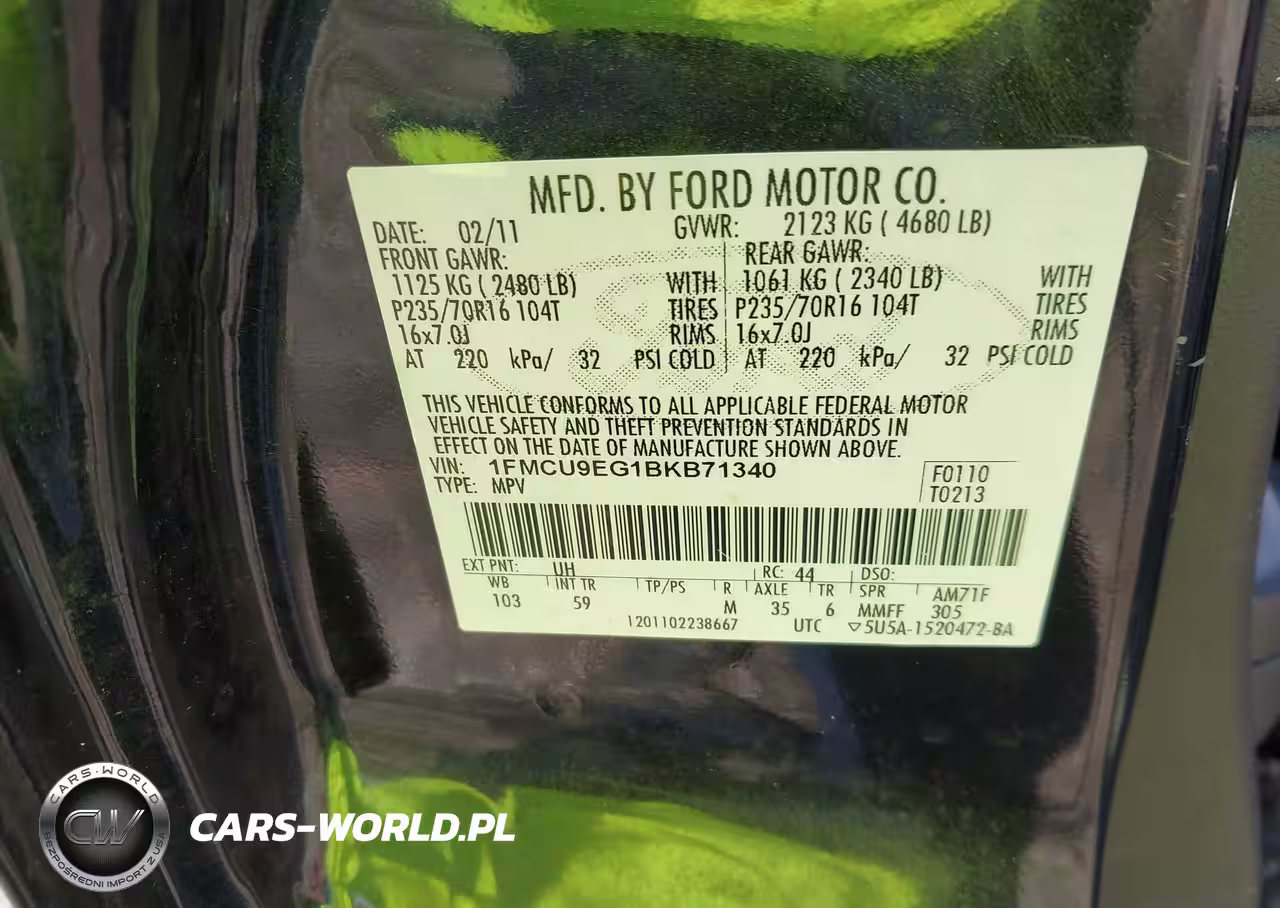 MFD. BY FORD MOTOR CO.
DATE: 02/11 GVWR: 2123 KG ( 4680 LB)
FRONT GAWR: REAR GAWR:
1125 KG ( 2480 LB) WITH 1061 KG ( 2340 LB) WITH
P235/70R16 104T TIRES P235/70R16 104T TIRES
16x7.0J RIMS 16x7.0J RIMS
AT 220 kPa/ 32 PSI COLD AT 220 kPa/ 32 PSI COLD
THIS VEHICLE CONFORMS TO ALL APPLICABLE FEDERAL MOTOR
VEHICLE SAFETY AND THEFT PREVENTION STANDARDS IN
EFFECT ON THE DATE OF MANUFACTURE SHOWN ABOVE.
VIN: 1FMCU9EG1BKB71340 F0110
TYPE: MPV T0213
EXT PNT: UH RC: 44 DSO:
WB INT TR TP/PS R AXLE TR SPR AM71F
103 59 M 35 6 MMFF 305
1201102238667 UTC ▽5U5A-1520472-BA
CARS-WORLD
CW
BEZPOŚREDNI IMPORT Z USA
CARS-WORLD.PL